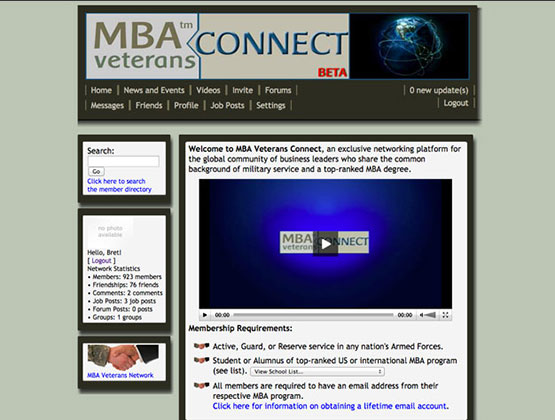 MBA tm
veterans
CONNECT
BETA
Home | News and Events | Videos | Invite | Forums |
Messages | Friends | Profile | Job Posts | Settings |
| 0 new update(s)
| Logout
Search:
Go
Click here to search
the member directory
no photo
available
Hello, Bret!
[ Logout ]
Network Statistics
• Members: 923 members
• Friendships: 76 friends
• Comments: 2 comments
• Job Posts: 3 job posts
• Forum Posts: 0 posts
• Groups: 1 groups
MBA Veterans Network
Welcome to MBA Veterans Connect, an exclusive networking platform for
the global community of business leaders who share the common
background of military service and a top-ranked MBA degree.
MBA
veterans
CONNECT
00:00
00:00
Membership Requirements:
Active, Guard, or Reserve service in any nation's Armed Forces.
Student or Alumnus of top-ranked US or international MBA program
(see list). View School List...
All members are required to have an email address from their
respective MBA program.
Click here for information on obtaining a lifetime email account.